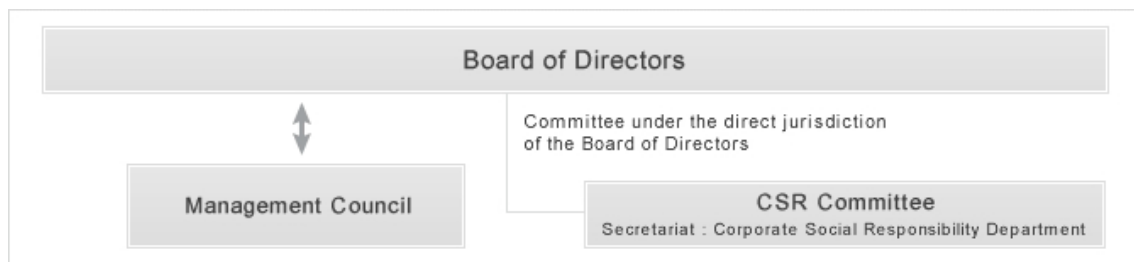 Board of Directors
Committee under the direct jurisdiction
of the Board of Directors
Management Council
CSR Committee
Secretariat : Corporate Social Responsibility Department